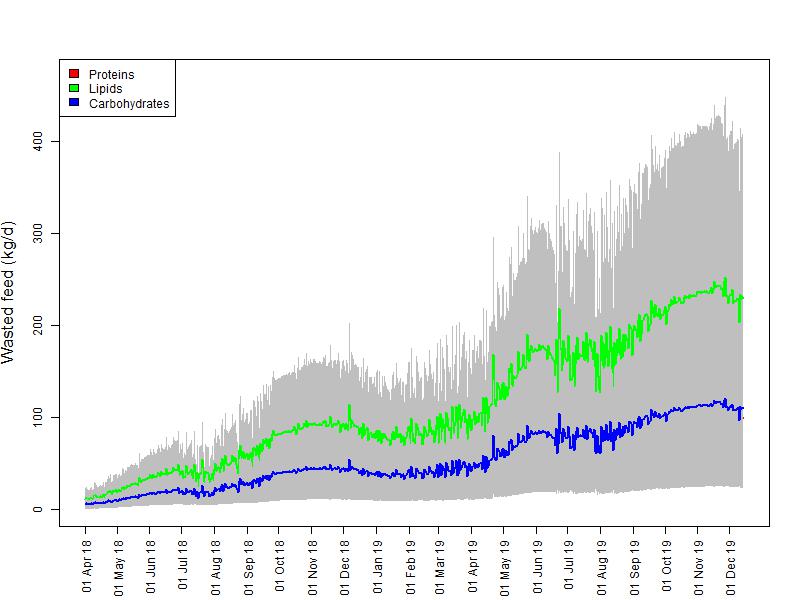 Proteins
Lipids
Carbohydrates
Wasted feed (kg/d)
400
300
200
100
0
01 Apr 18
01 May 18
01 Jun 18
01 Jul 18
01 Aug 18
01 Sep 18
01 Oct 18
01 Nov 18
01 Dec 18
01 Jan 19
01 Feb 19
01 Mar 19
01 Apr 19
01 May 19
01 Jun 19
01 Jul 19
01 Aug 19
01 Sep 19
01 Oct 19
01 Nov 19
01 Dec 19